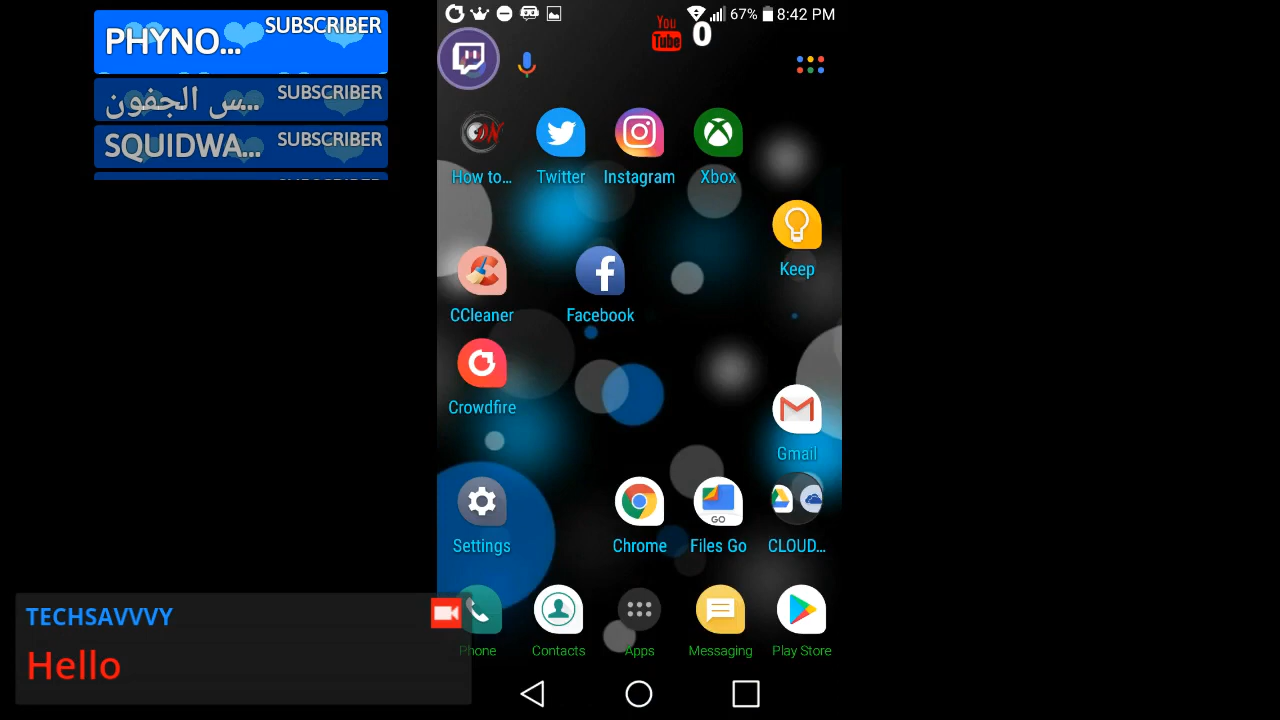 PHYNO... SUBSCRIBER
س الجفون... SUBSCRIBER
SQUIDWA... SUBSCRIBER
SUBSCRIBER
67% 8:42 PM
You Tube 0
How to... Twitter Instagram Xbox
Keep
CCleaner Facebook
Crowdfire
Gmail
GO
Settings Chrome Files Go CLOUD...
TECHSAVVVY
Hello
Phone Contacts Apps Messaging Play Store